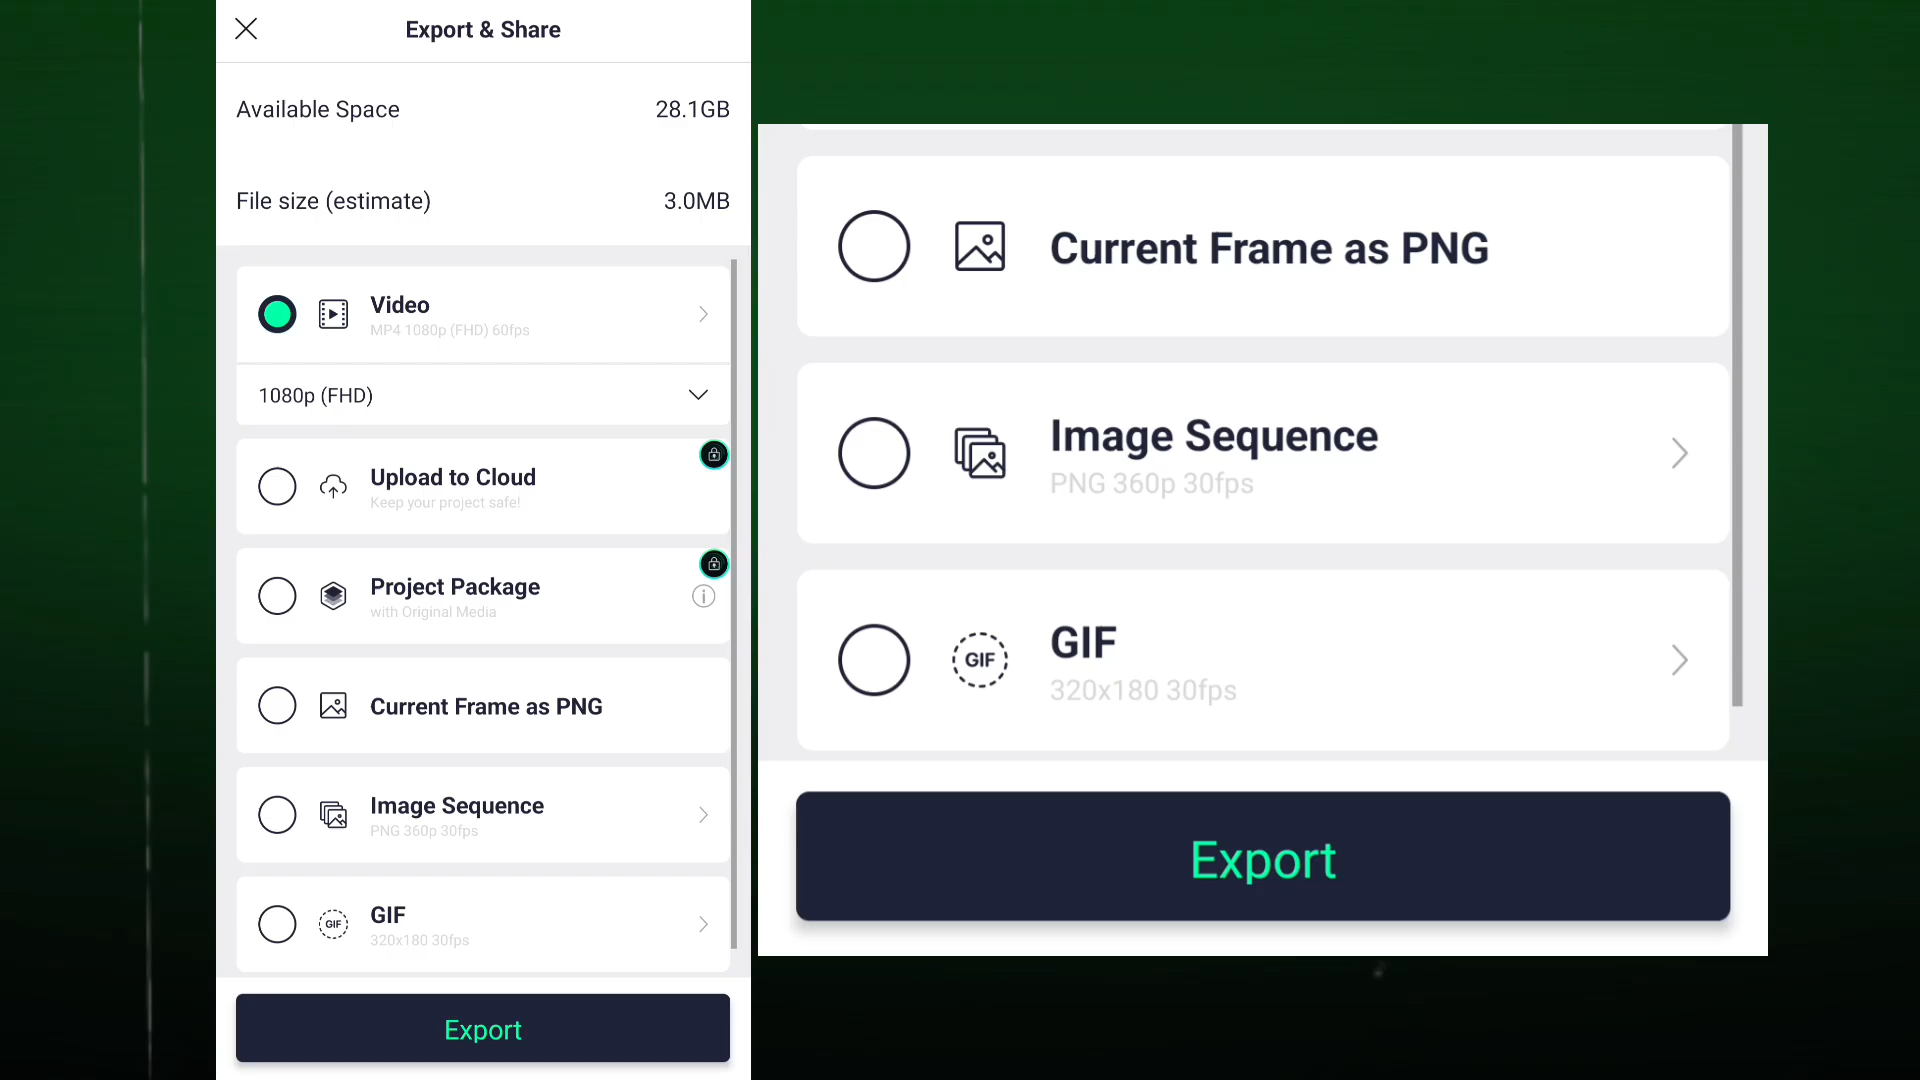 Export & Share
Available Space 28.1GB
File size (estimate) 3.0MB
Video
MP4 1080p (FHD) 60fps
1080p (FHD)
Upload to Cloud
Keep your project safe!
Project Package
with Original Media
Current Frame as PNG
Image Sequence
PNG 360p 30fps
GIF
GIF
320x180 30fps
Export
Current Frame as PNG
Image Sequence
PNG 360p 30fps
GIF
GIF
320x180 30fps
Export